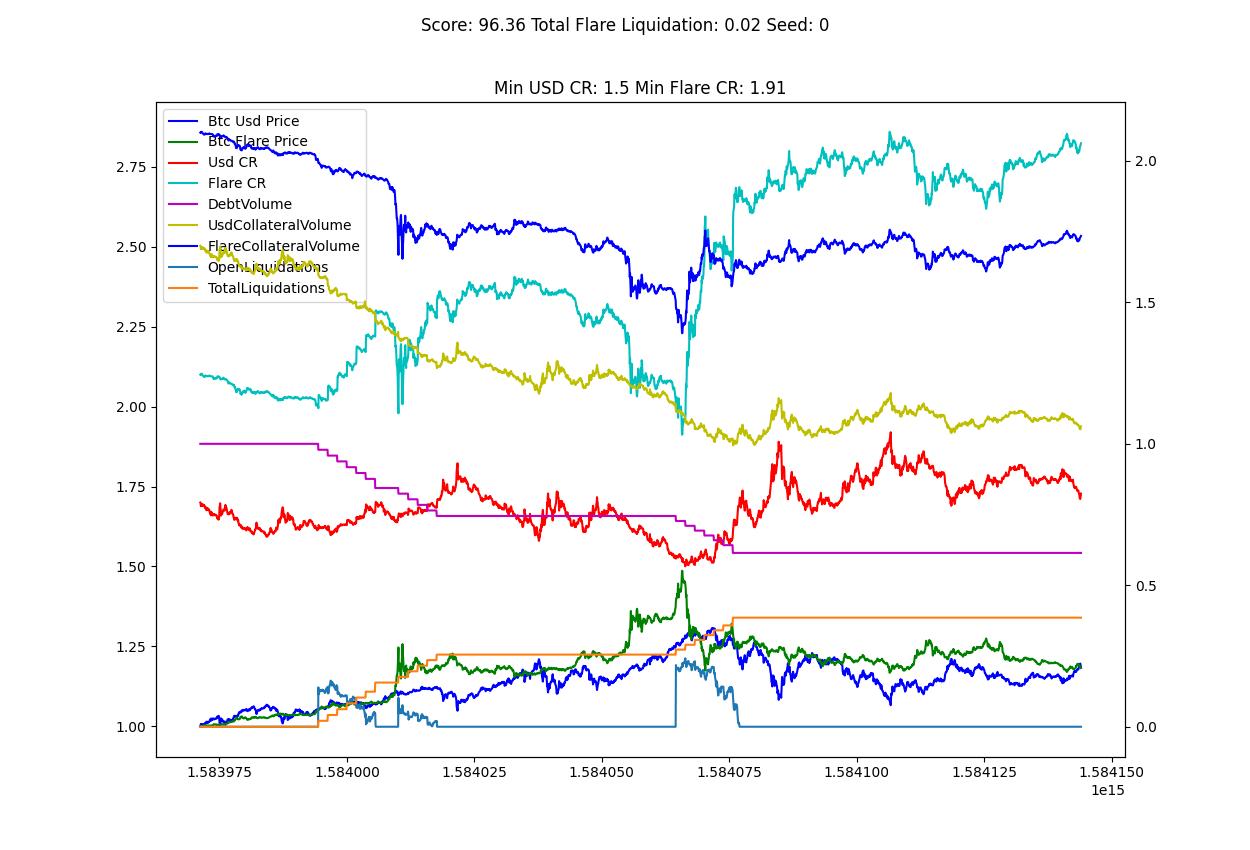 Score: 96.36 Total Flare Liquidation: 0.02 Seed: 0
Min USD CR: 1.5 Min Flare CR: 1.91
Btc Usd Price
Btc Flare Price
Usd CR
Flare CR
DebtVolume
UsdCollateralVolume
FlareCollateralVolume
OpenLiquidations
TotalLiquidations
2.75
2.50
2.25
2.00
1.75
1.50
1.25
1.00
2.0
1.5
1.0
0.5
0.0
1.583975 1.584000 1.584025 1.584050 1.584075 1.584100 1.584125 1.584150
1e15